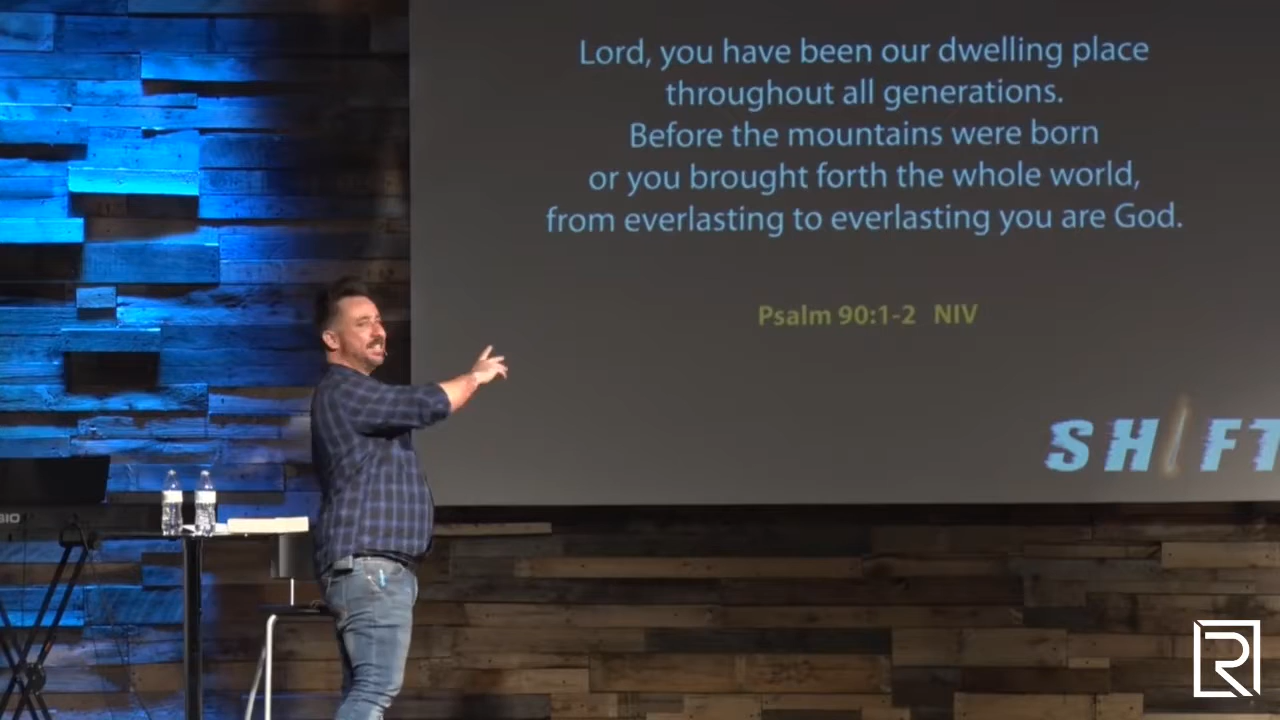 Lord, you have been our dwelling place
throughout all generations.
Before the mountains were born
or you brought forth the whole world,
from everlasting to everlasting you are God.
Psalm 90:1-2 NIV
SHIFT
R